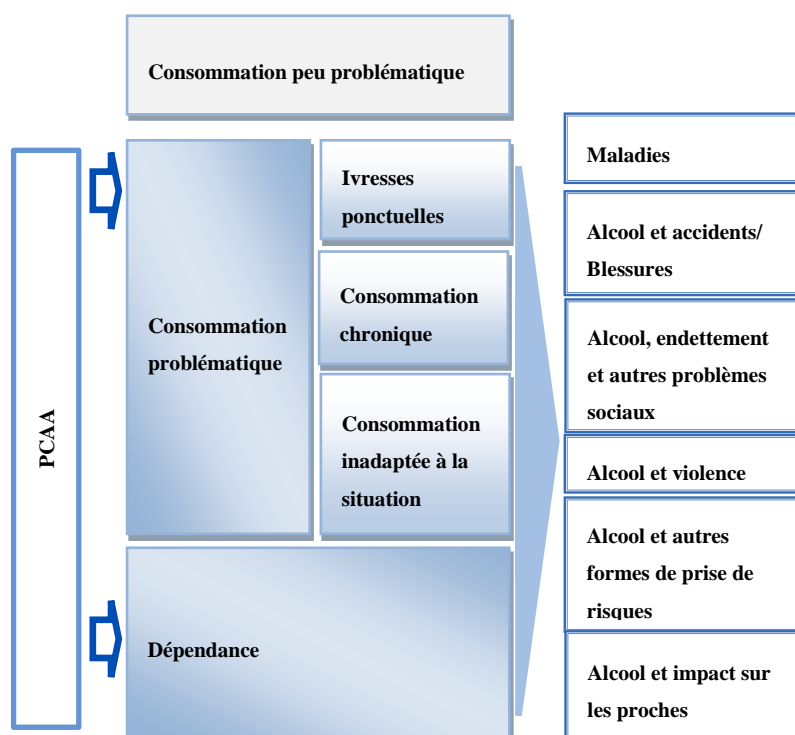 Consommation peu problématique
PCAA
Consommation
problématique
Ivresses
ponctuelles
Consommation
chronique
Consommation
inadaptée à la
situation
Dépendance
Maladies
Alcool et accidents/
Blessures
Alcool, endettement
et autres problèmes
sociaux
Alcool et violence
Alcool et autres
formes de prise de
risques
Alcool et impact sur
les proches